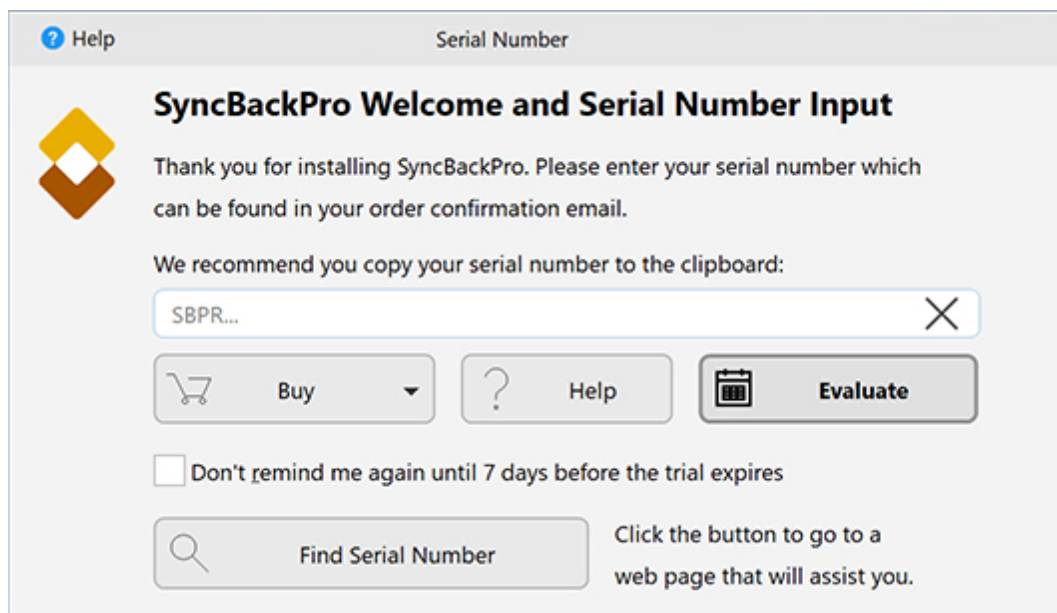 Help
Serial Number
SyncBackPro Welcome and Serial Number Input
Thank you for installing SyncBackPro. Please enter your serial number which
can be found in your order confirmation email.
We recommend you copy your serial number to the clipboard:
SBPR...
Buy
Help
Evaluate
Don't remind me again until 7 days before the trial expires
Find Serial Number
Click the button to go to a
web page that will assist you.